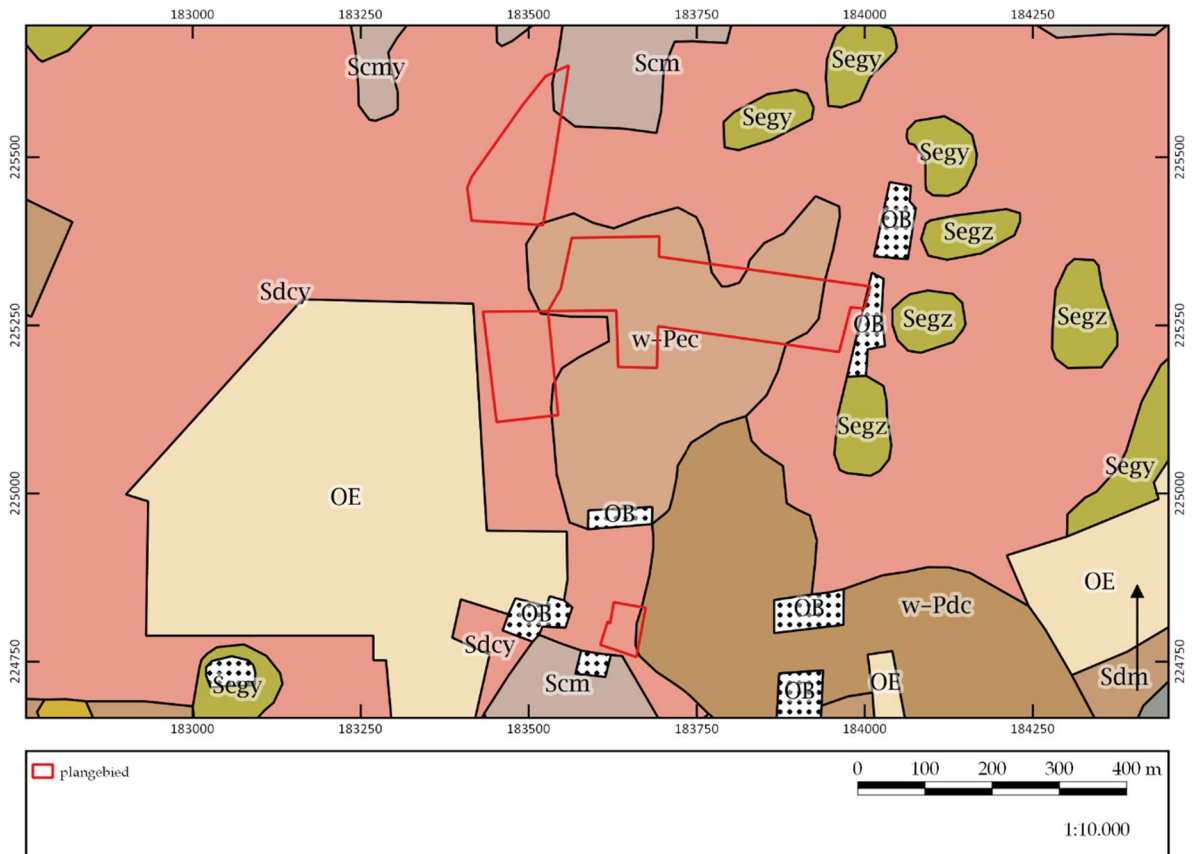 183000 183250 183500 183750 184000 184250
Scmy
Scm
Segy
Segy
225500
Segy
225500
OB
Segz
Sdcy
225250
OB
Segz
Segz
225250
w-Pec
Segz
Segy
225000
OE
225000
OB
OE
OB
OB
w-Pdc
Sdcy
224750
224750
Segy
Scm
OB
OE
Sdm
183000 183250 183500 183750 184000 184250
plangebied
0 100 200 300 400 m
1:10.000